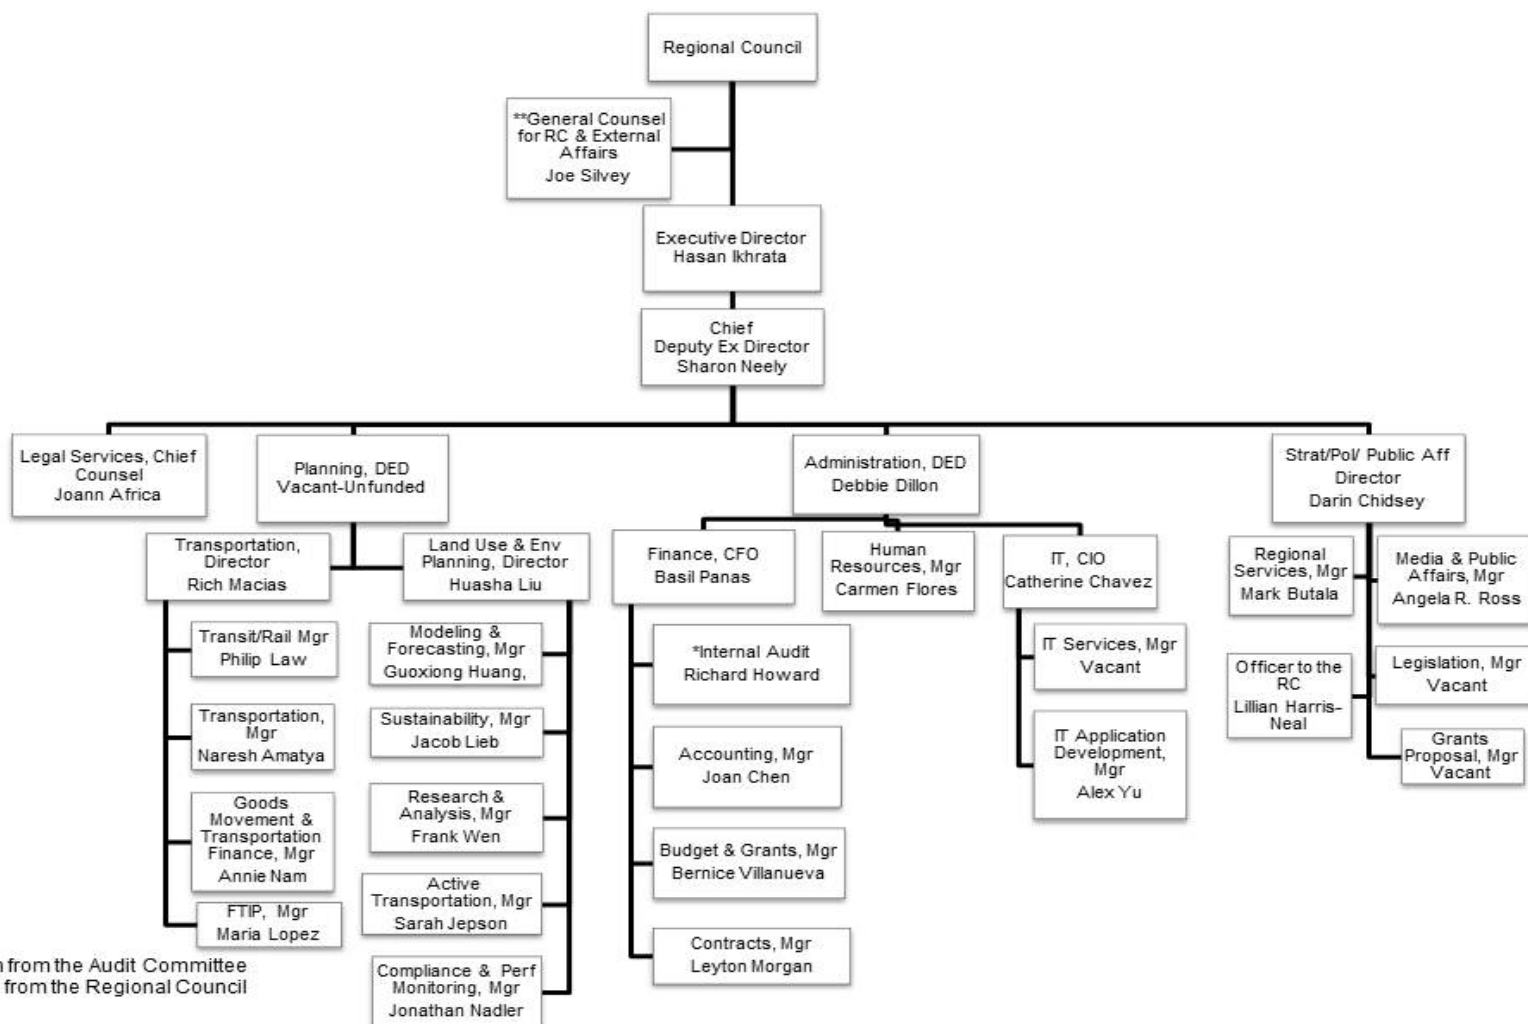 Regional Council
**General Counsel
for RC & External
Affairs
Joe Silvey
Executive Director
Hasan Ikhrata
Chief
Deputy Ex Director
Sharon Neely
Legal Services, Chief
Counsel
Joann Africa
Planning, DED
Vacant-Unfunded
Administration, DED
Debbie Dillon
Strat/Pol/ Public Aff
Director
Darin Chidsey
Transportation,
Director
Rich Macias
Land Use & Env
Planning, Director
Huasha Liu
Finance, CFO
Basil Panas
Human
Resources, Mgr
Carmen Flores
IT, CIO
Catherine Chavez
Regional
Services, Mgr
Mark Butala
Media & Public
Affairs, Mgr
Angela R. Ross
Transit/Rail Mgr
Philip Law
Transportation,
Mgr
Naresh Amatya
Goods
Movement &
Transportation
Finance, Mgr
Annie Nam
FTIP, Mgr
Maria Lopez
Modeling &
Forecasting, Mgr
Guoxiong Huang,
Sustainability, Mgr
Jacob Lieb
Research &
Analysis, Mgr
Frank Wen
Active
Transportation, Mgr
Sarah Jepson
Compliance & Perf
Monitoring, Mgr
Jonathan Nadler
*Internal Audit
Richard Howard
Accounting, Mgr
Joan Chen
Budget & Grants, Mgr
Bernice Villanueva
Contracts, Mgr
Leyton Morgan
IT Services, Mgr
Vacant
IT Application
Development,
Mgr
Alex Yu
Officer to the
RC
Lillian Harris-
Neal
Legislation, Mgr
Vacant
Grants
Proposal, Mgr
Vacant
from the Audit Committee
from the Regional Council